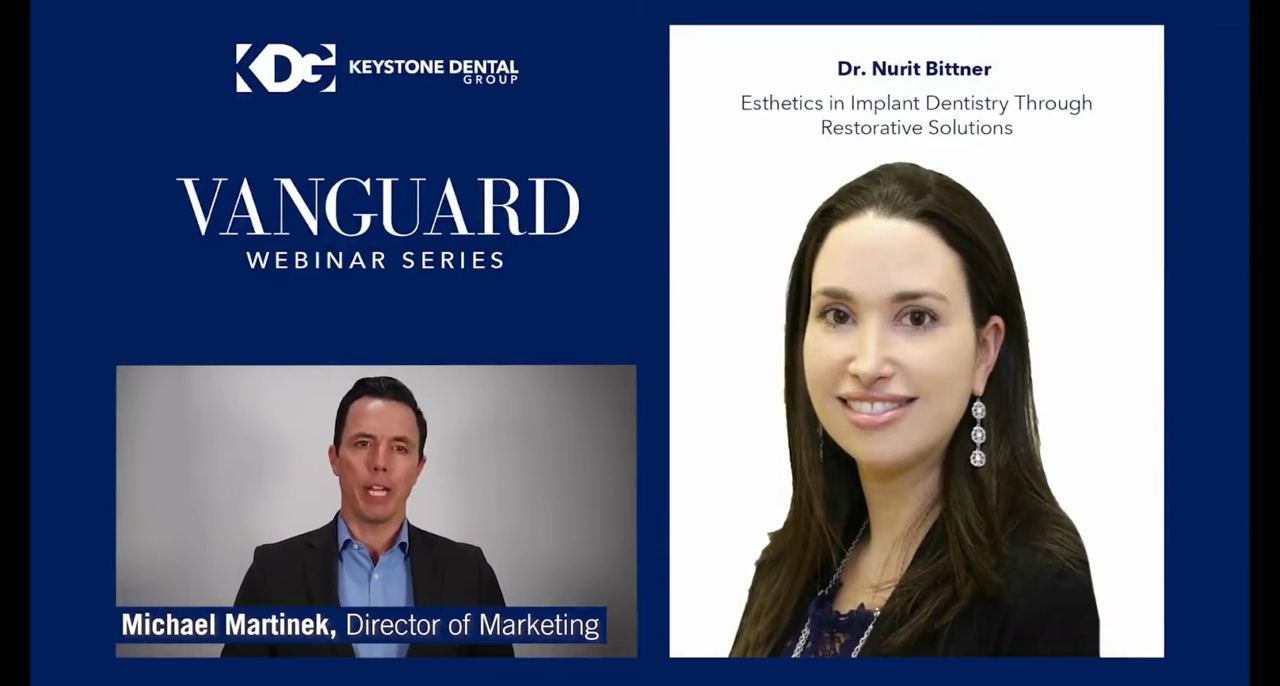 KDG KEYSTONE DENTAL
GROUP
VANGUARD
WEBINAR SERIES
Michael Martinek, Director of Marketing
Dr. Nurit Bittner
Esthetics in Implant Dentistry Through
Restorative Solutions